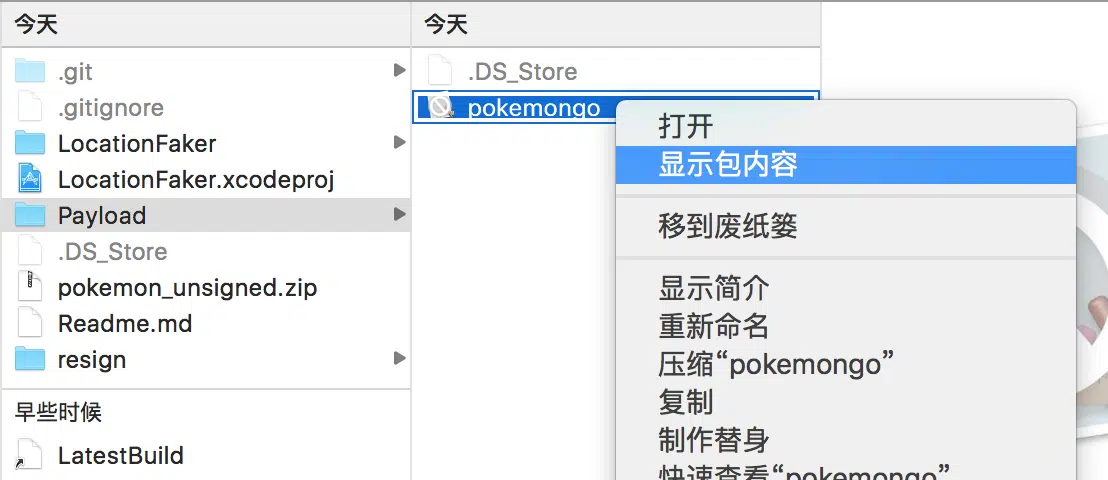 今天
.git
.gitignore
LocationFaker
LocationFaker.xcodeproj
Payload
.DS_Store
pokemon_unsigned.zip
Readme.md
resign
早些时候
LatestBuild
今天
.DS_Store
pokemongo
打开
显示包内容
移到废纸篓
显示简介
重新命名
压缩“pokemongo”
复制
制作替身
快速查看“pokemongo”